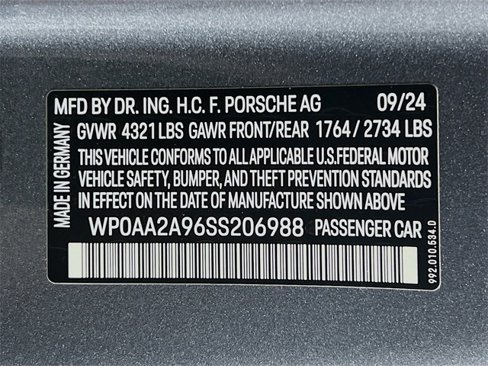 MFD BY DR. ING. H.C. F. PORSCHE AG 09/24
GVWR 4321 LBS GAWR FRONT/REAR 1764 / 2734 LBS
THIS VEHICLE CONFORMS TO ALL APPLICABLE U.S.FEDERAL MOTOR
VEHICLE SAFETY, BUMPER, AND THEFT PREVENTION STANDARDS
IN EFFECT ON THE DATE OF MANUFACTURE SHOWN ABOVE
WP0AA2A96SS206988 PASSENGER CAR
MADE IN GERMANY
992.010.534.D